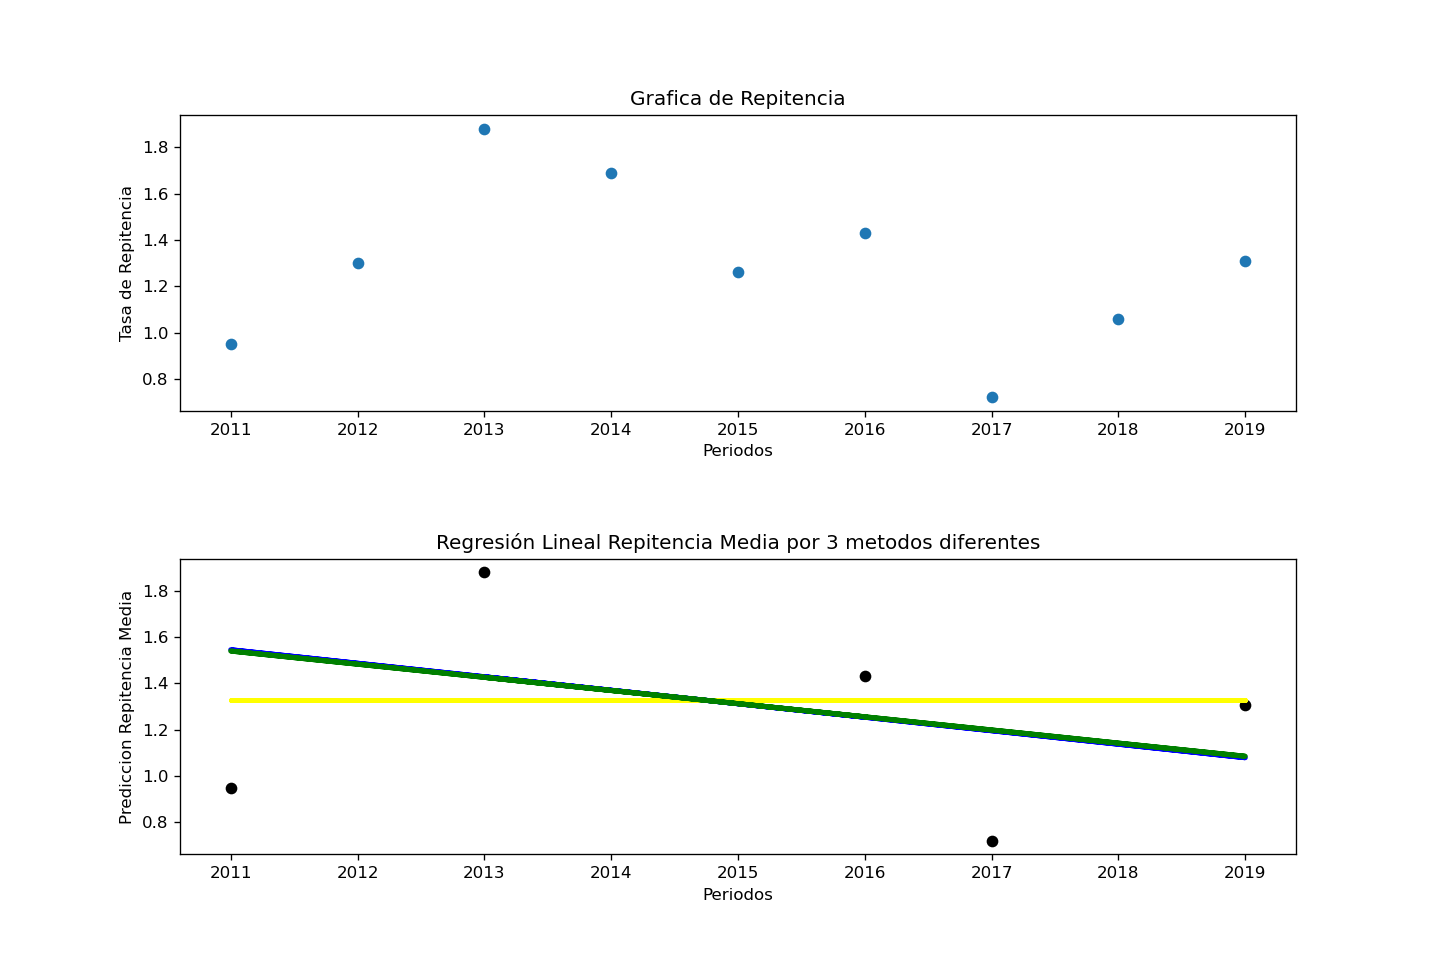 Grafica de Repitencia
Tasa de Repitencia
1.8
1.6
1.4
1.2
1.0
0.8
2011 2012 2013 2014 2015 2016 2017 2018 2019
Periodos
Regresión Lineal Repitencia Media por 3 metodos diferentes
Prediccion Repitencia Media
1.8
1.6
1.4
1.2
1.0
0.8
2011 2012 2013 2014 2015 2016 2017 2018 2019
Periodos